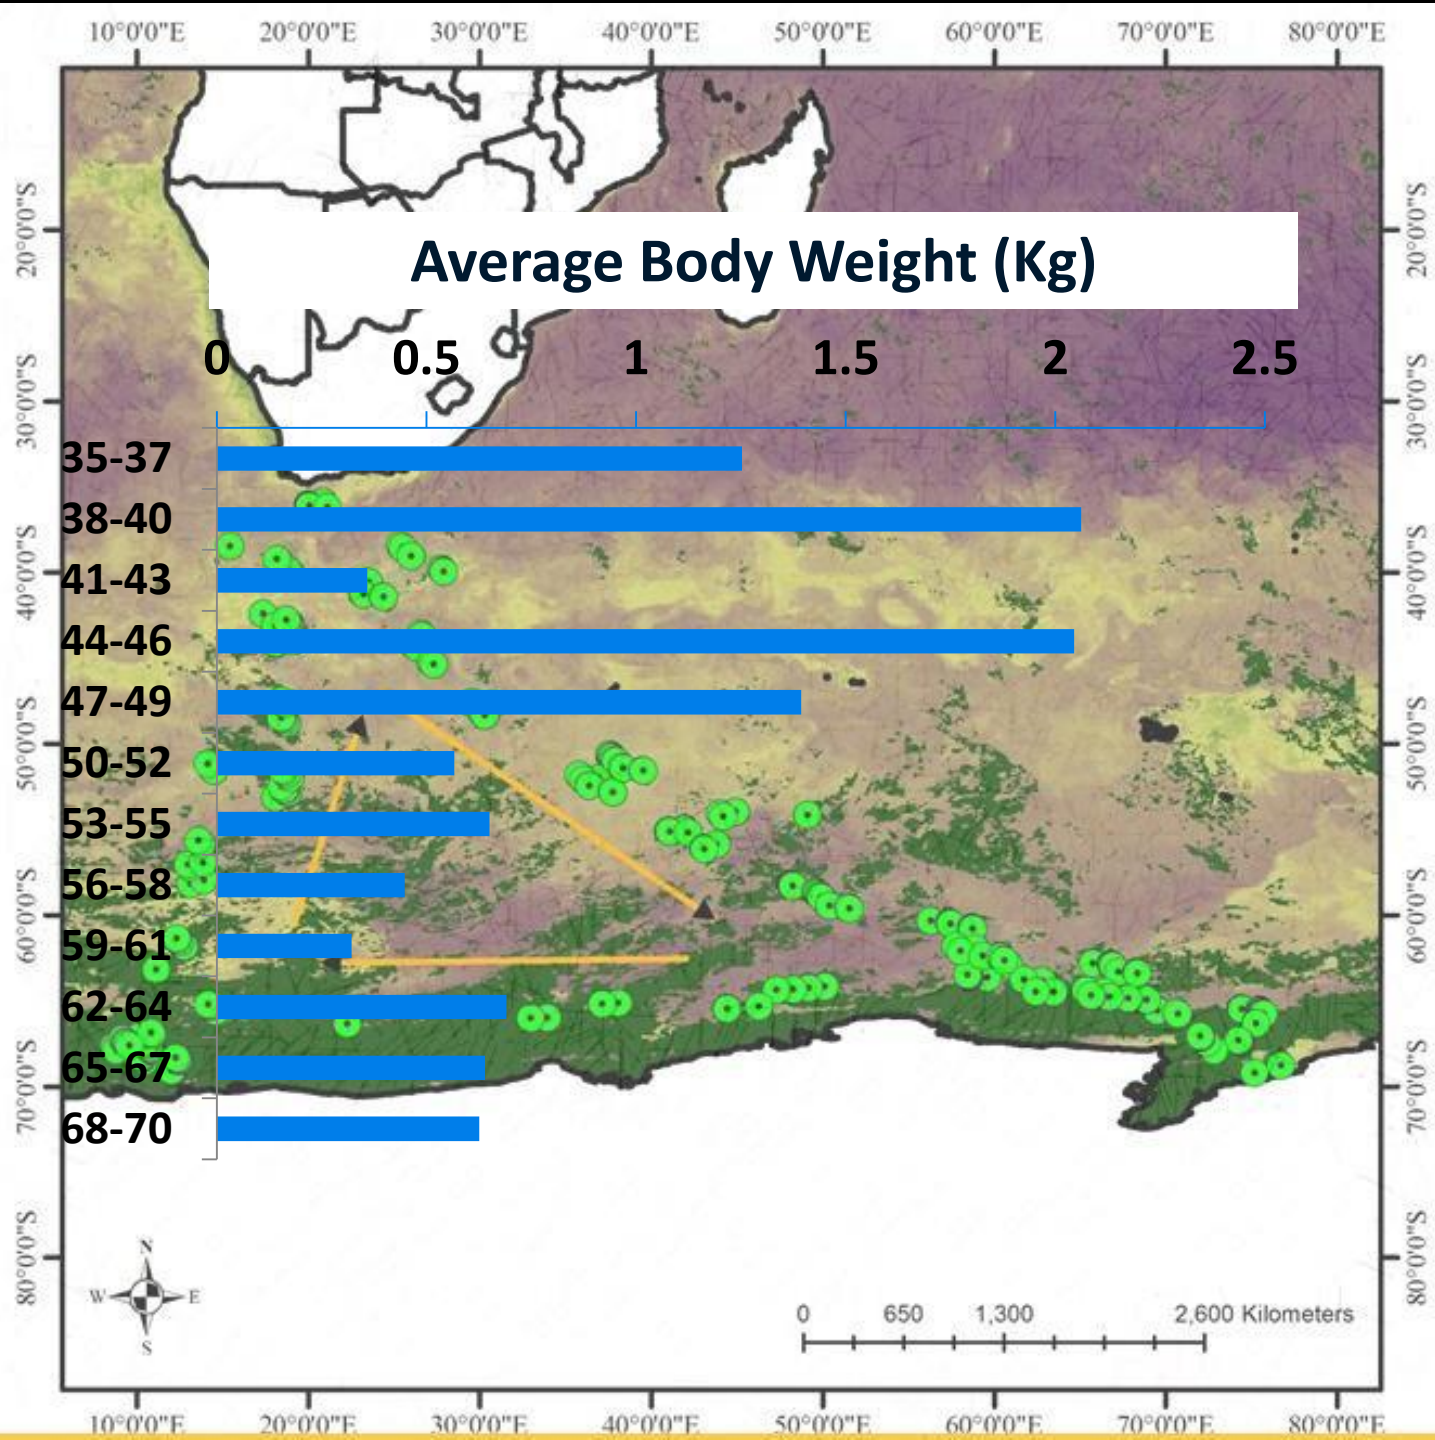 10°0'0"E 20°0'0"E 30°0'0"E 40°0'0"E 50°0'0"E 60°0'0"E 70°0'0"E 80°0'0"E
20°0'0"S 20°0'0"S
Average Body Weight (Kg)
0 0.5 1 1.5 2 2.5
30°0'0"S 30°0'0"S
35-37
38-40
40°0'0"S 40°0'0"S
41-43
44-46
47-49
50°0'0"S 50°0'0"S
50-52
53-55
56-58
60°0'0"S 60°0'0"S
59-61
62-64
65-67
70°0'0"S 70°0'0"S
68-70
80°0'0"S 80°0'0"S
N
W E
S
0 650 1,300 2,600 Kilometers
10°0'0"E 20°0'0"E 30°0'0"E 40°0'0"E 50°0'0"E 60°0'0"E 70°0'0"E 80°0'0"E